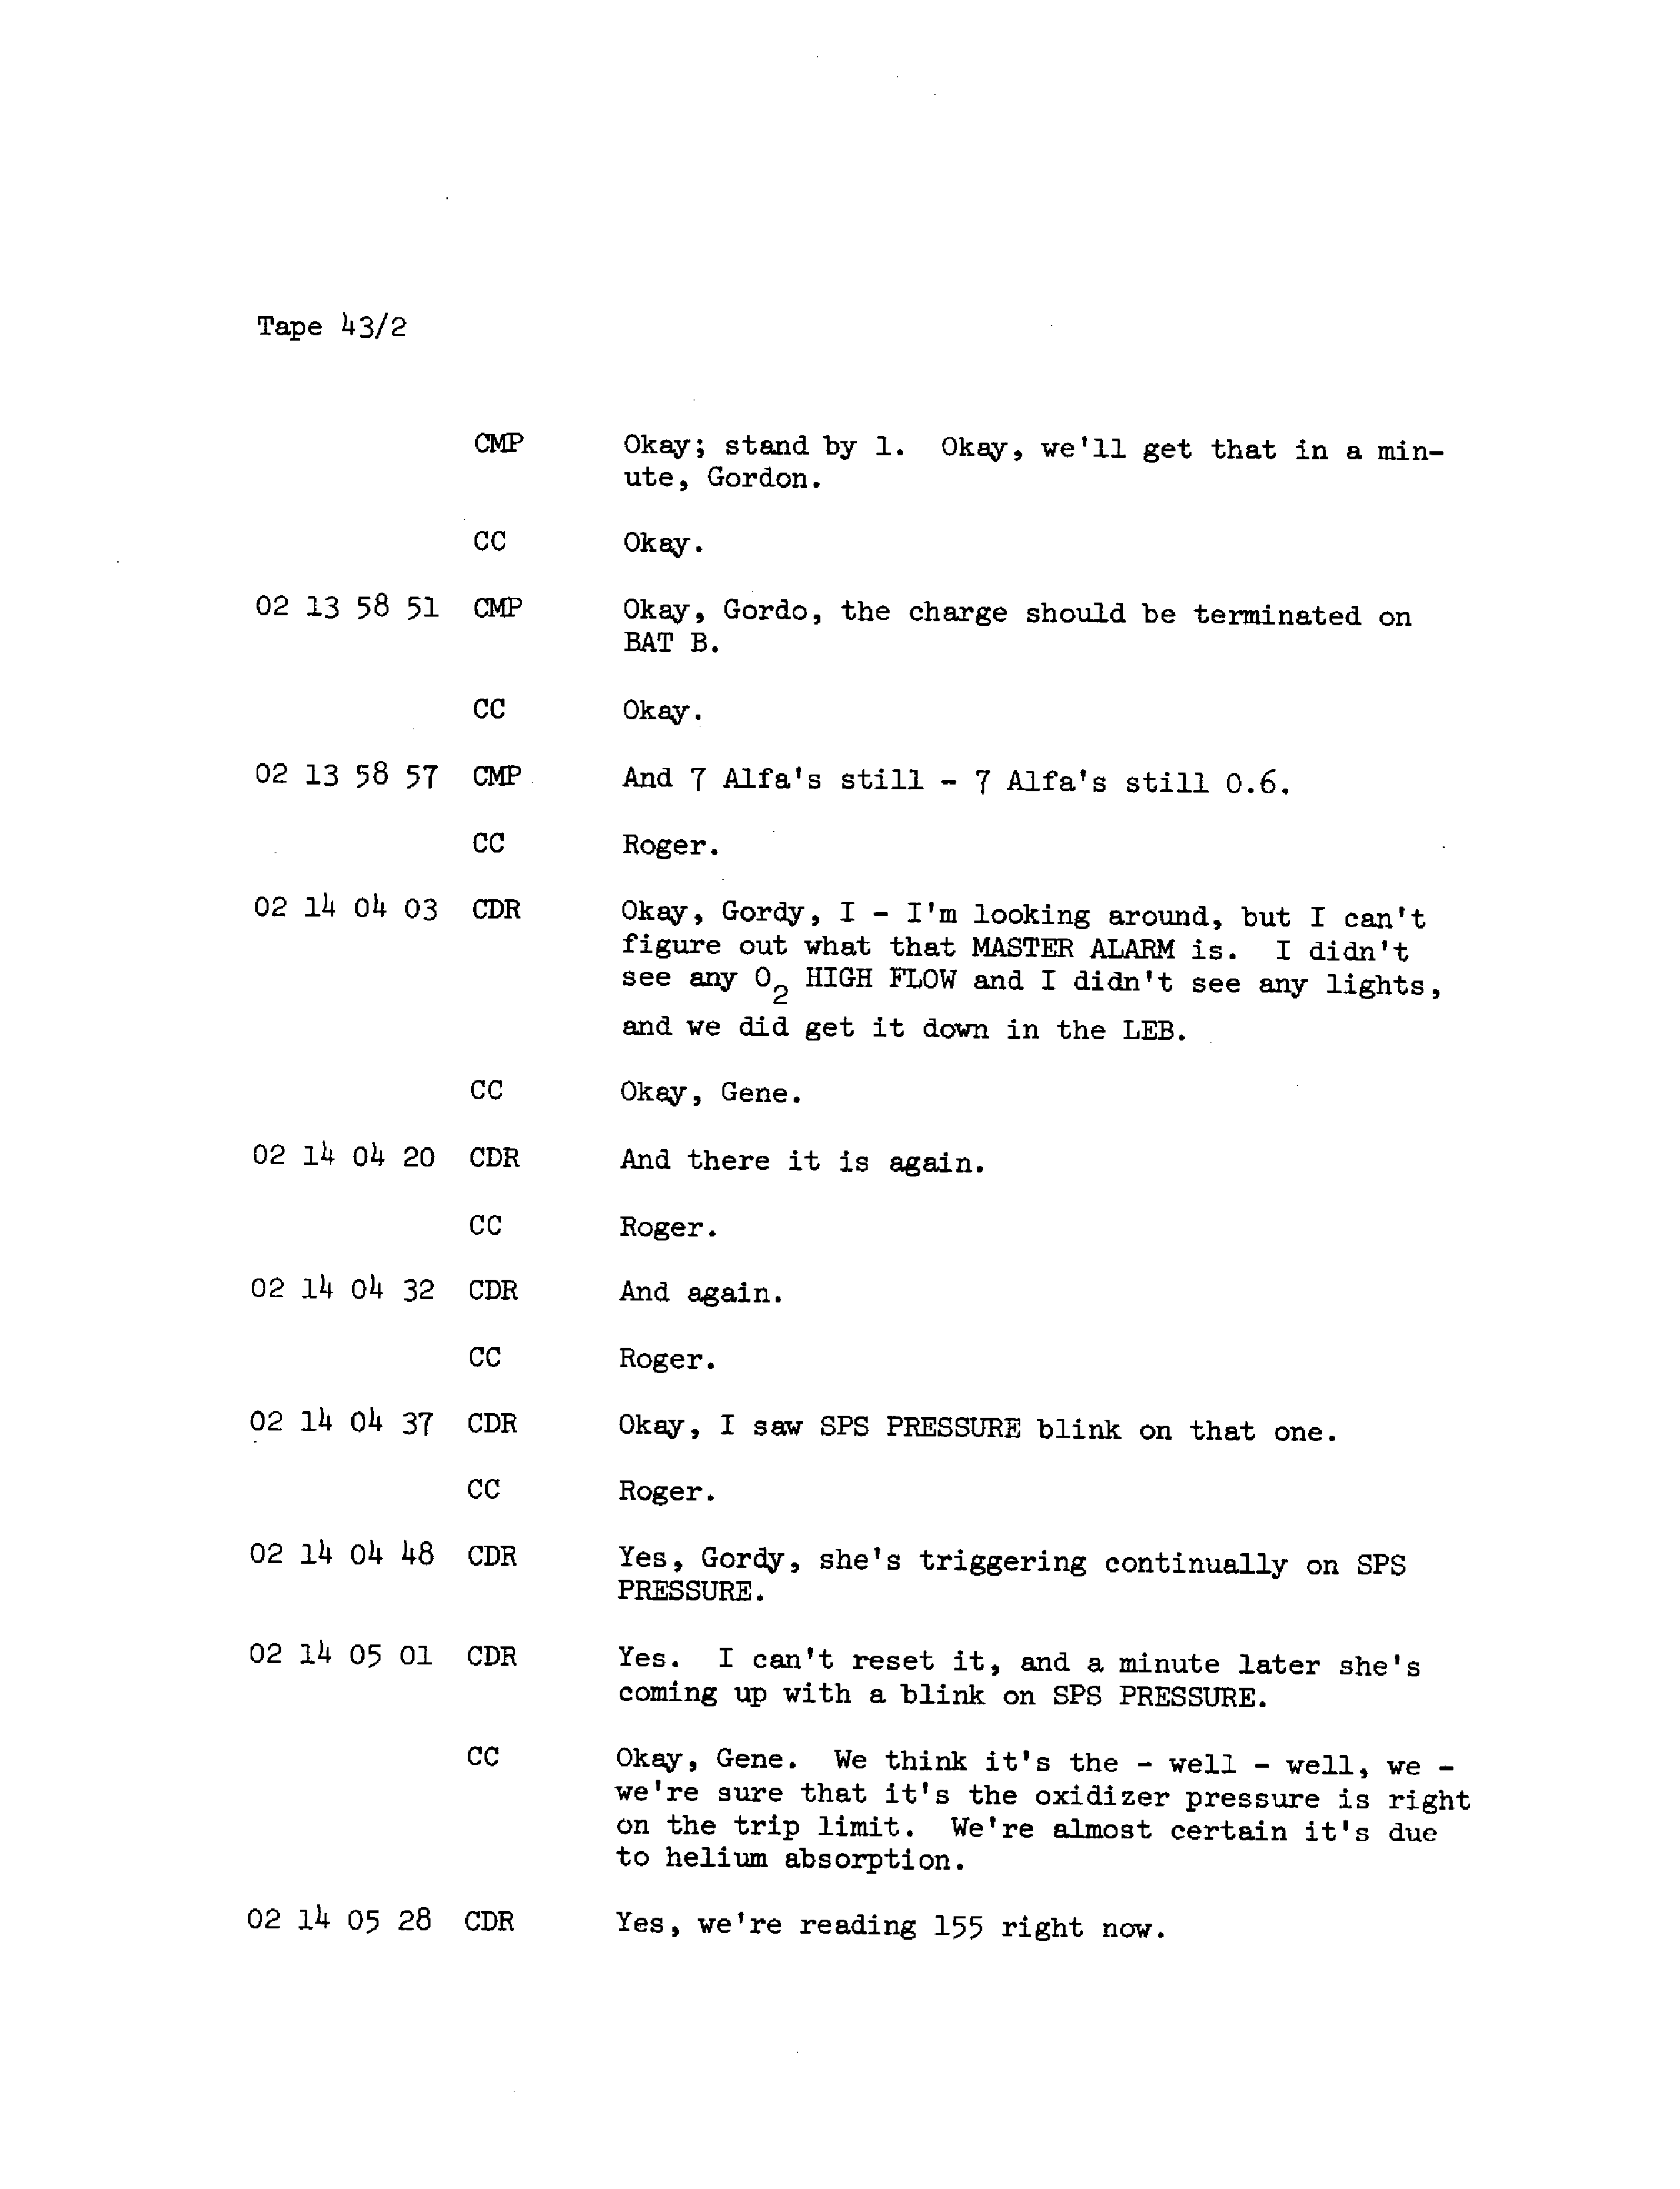 Tape 43/2
CMP Okay; stand by 1. Okay, we'll get that in a min-
ute, Gordon.
CC Okay.
02 13 58 51 CMP Okay, Gordo, the charge should be terminated on
BAT B.
CC Okay.
02 13 58 57 CMP And 7 Alfa's still - 7 Alfa's still 0.6.
CC Roger.
02 14 04 03 CDR Okay, Gordy, I - I'm looking around, but I can't
figure out what that MASTER ALARM is. I didn't
see any O2 HIGH FLOW and I didn't see any lights,
and we did get it down in the LEB.
CC Okay, Gene.
02 14 04 20 CDR And there it is again.
CC Roger.
02 14 04 32 CDR And again.
CC Roger.
02 14 04 37 CDR Okay, I saw SPS PRESSURE blink on that one.
CC Roger.
02 14 04 48 CDR Yes, Gordy, she's triggering continually on SPS
PRESSURE.
02 14 05 01 CDR Yes. I can't reset it, and a minute later she's
coming up with a blink on SPS PRESSURE.
CC Okay, Gene. We think it's the - well - well, we -
we're sure that it's the oxidizer pressure is right
on the trip limit. We're almost certain it's due
to helium absorption.
02 14 05 28 CDR Yes, we're reading 155 right now.